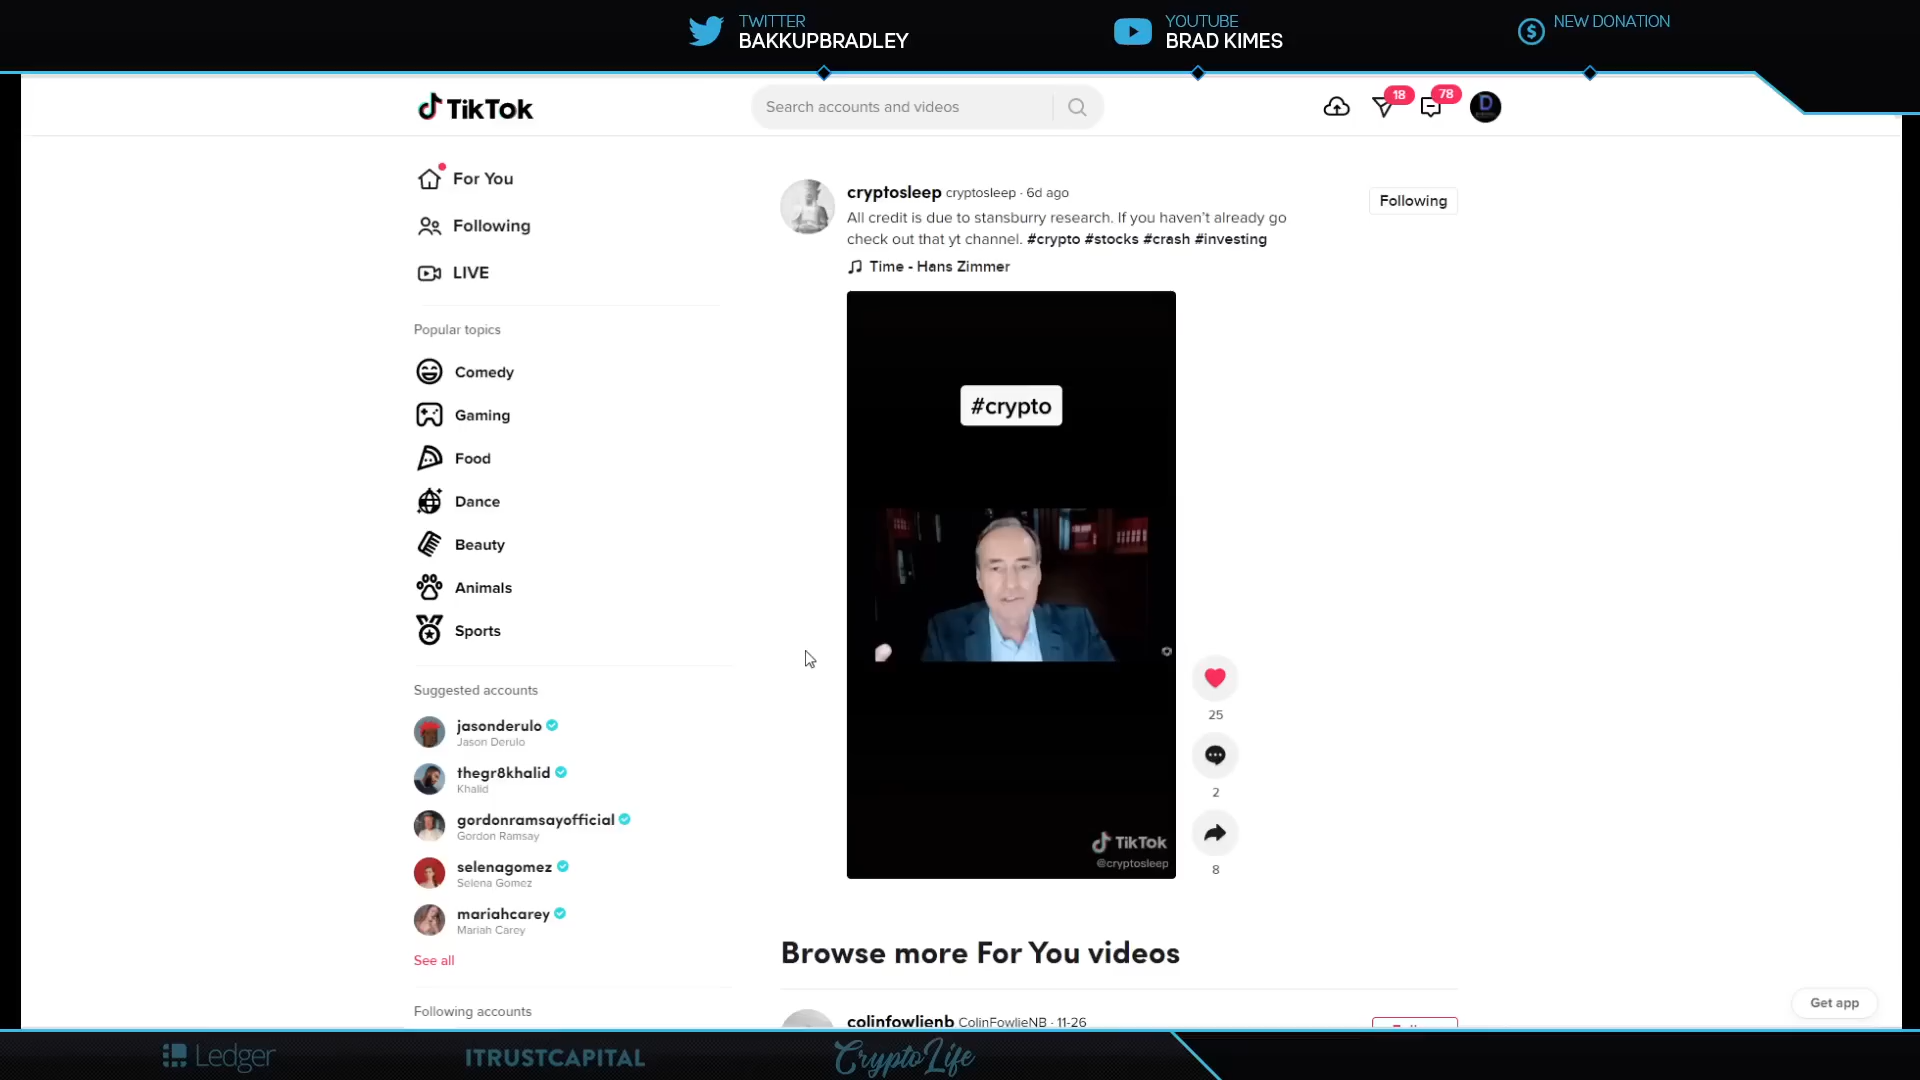 TWITTER
BAKKUPBRADLEY
YOUTUBE
BRAD KIMES
NEW DONATION
TikTok
Search accounts and videos
18
78
D
For You
Following
LIVE
Popular topics
Comedy
Gaming
Food
Dance
Beauty
Animals
Sports
Suggested accounts
jasonderulo
Jason Derulo
thegr8khalid
Khalid
gordonramsayofficial
Gordon Ramsay
selenagomez
Selena Gomez
mariahcarey
Mariah Carey
See all
Following accounts
cryptosleep cryptosleep · 6d ago
Following
All credit is due to stansburry research. If you haven't already go
check out that yt channel. #crypto #stocks #crash #investing
Time - Hans Zimmer
#crypto
TikTok
@cryptosleep
25
2
8
Browse more For You videos
colinfowlienb ColinFowlieNB · 11-26
Get app
Ledger
ITRUSTCAPITAL
CryptoLife